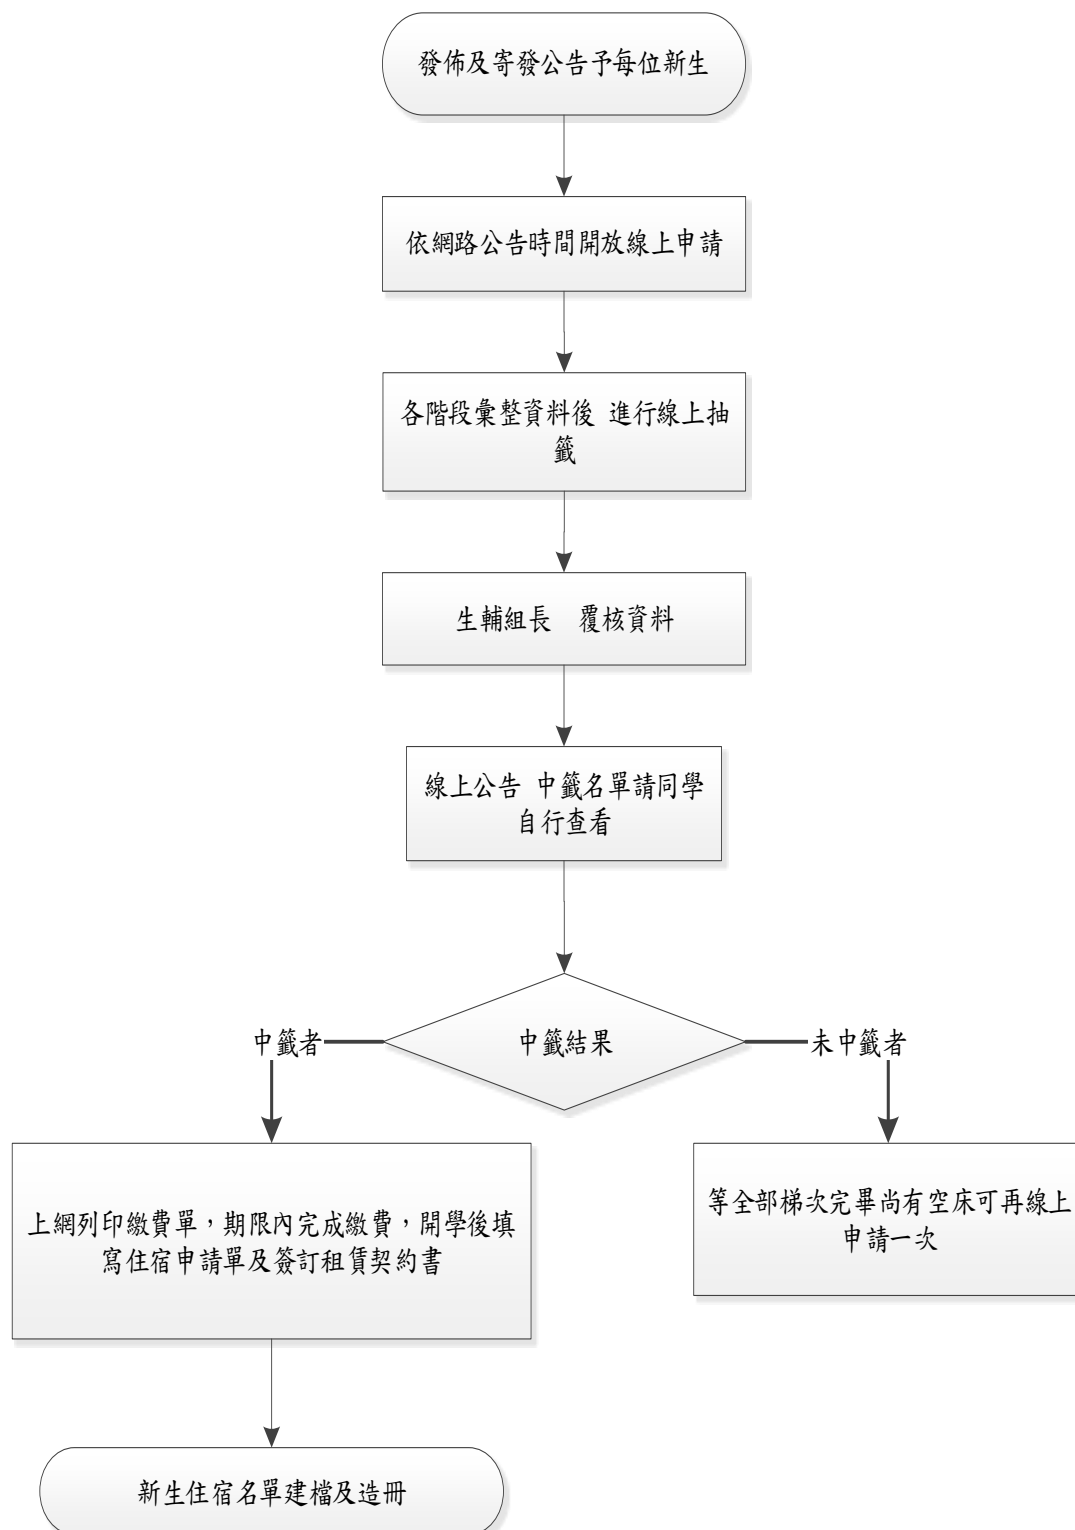 發佈及寄發公告予每位新生
依網路公告時間開放線上申請
各階段彙整資料後 進行線上抽
籤
生輔組長　覆核資料
線上公告 中籤名單請同學
自行查看
中籤結果
中籤者
未中籤者
上網列印繳費單，期限內完成繳費，開學後填
寫住宿申請單及簽訂租賃契約書
等全部梯次完畢尚有空床可再線上
申請一次
新生住宿名單建檔及造冊